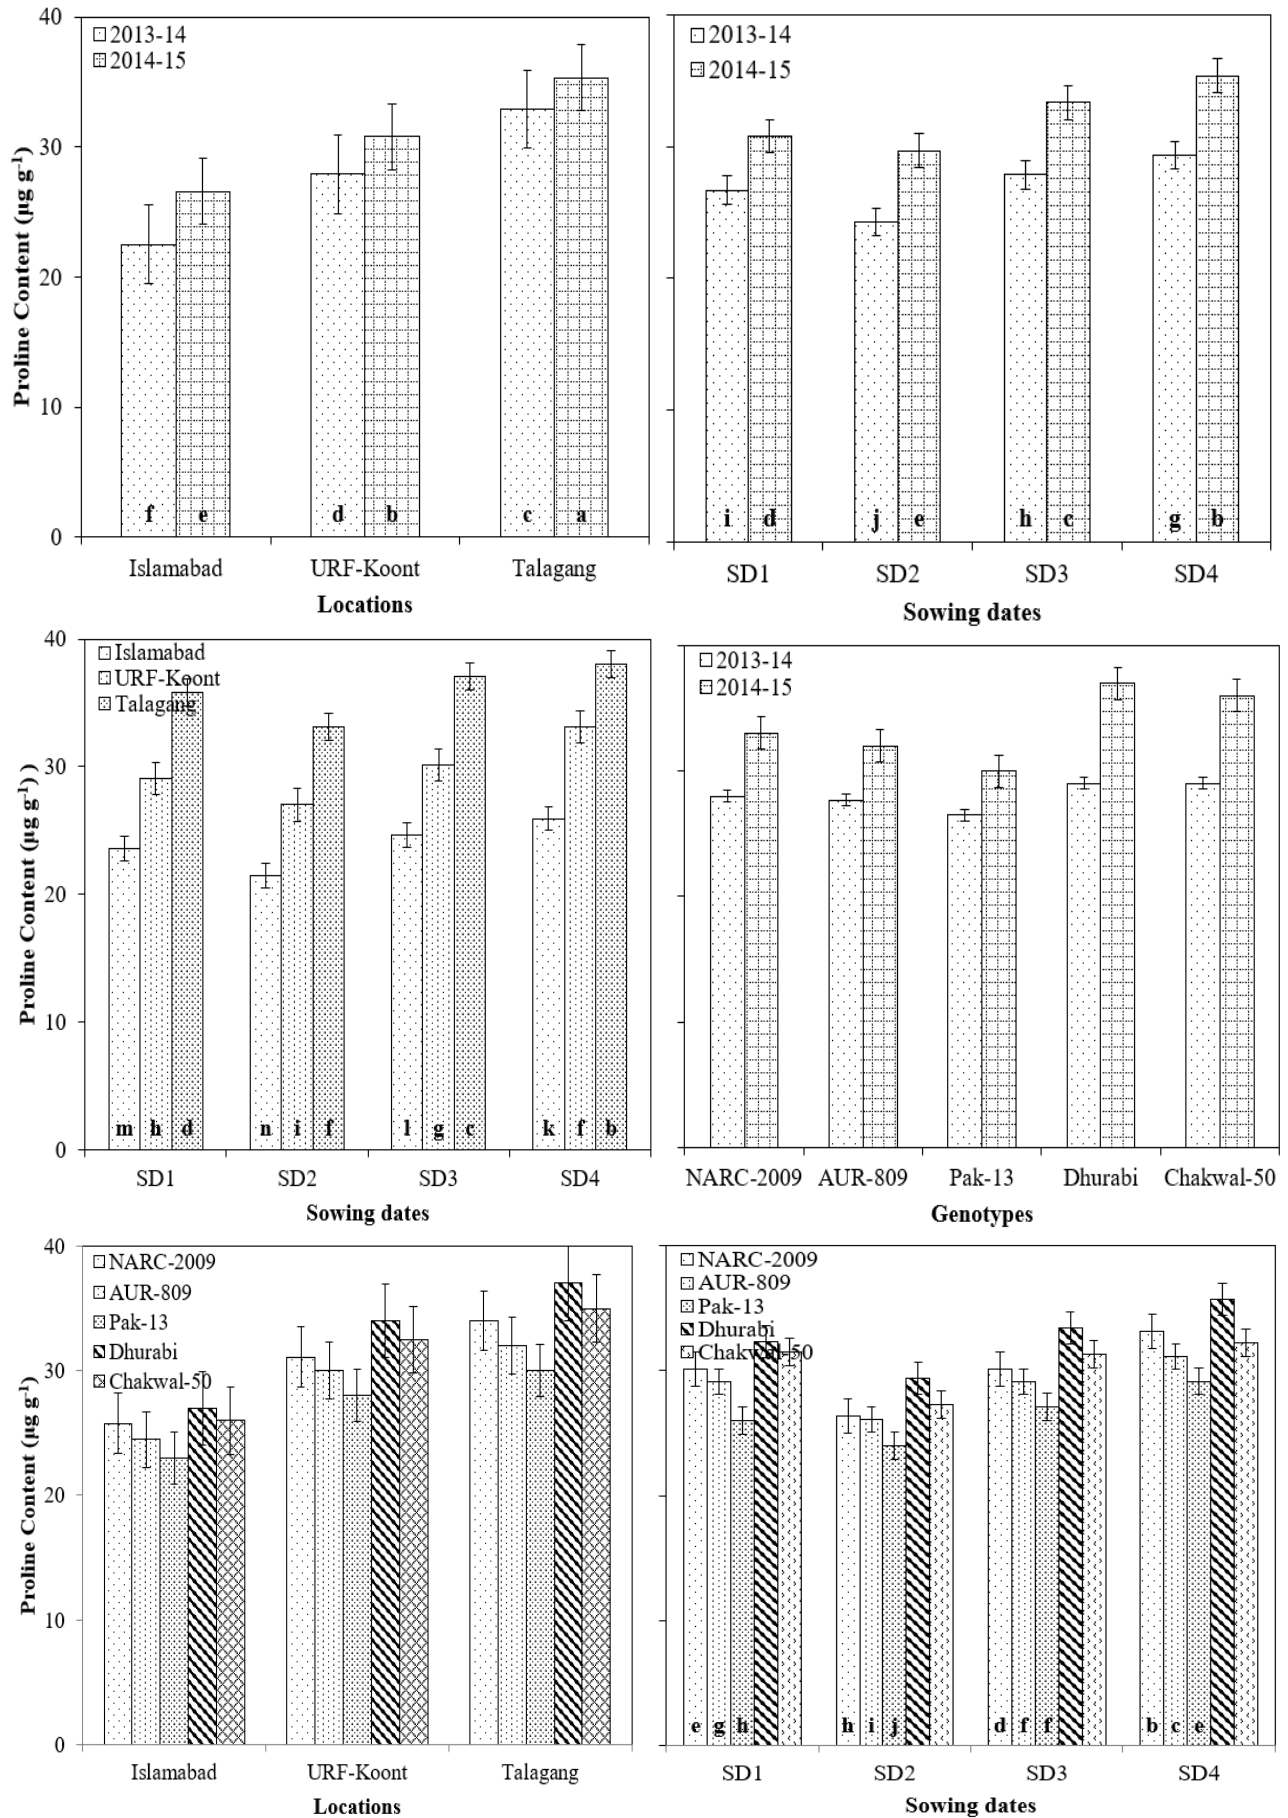 40
30
20
10
0
Proline Content (µg g-1)
2013-14
2014-15
f e d b c a
Islamabad URF-Koont Talagang
Locations
2013-14
2014-15
i d j e h c g b
SD1 SD2 SD3 SD4
Sowing dates
40
30
20
10
0
Proline Content (µg g-1) )
Islamabad
URF-Koont
Talagang
m h d n i f l g c k f b
SD1 SD2 SD3 SD4
Sowing dates
2013-14
2014-15
NARC-2009 AUR-809 Pak-13 Dhurabi Chakwal-50
Genotypes
40
30
20
10
0
Proline Content (µg g-1)
NARC-2009
AUR-809
Pak-13
Dhurabi
Chakwal-50
Islamabad URF-Koont Talagang
Locations
NARC-2009
AUR-809
Pak-13
Dhurabi
Chakwal-50
e g h h i j d f f b c e
SD1 SD2 SD3 SD4
Sowing dates